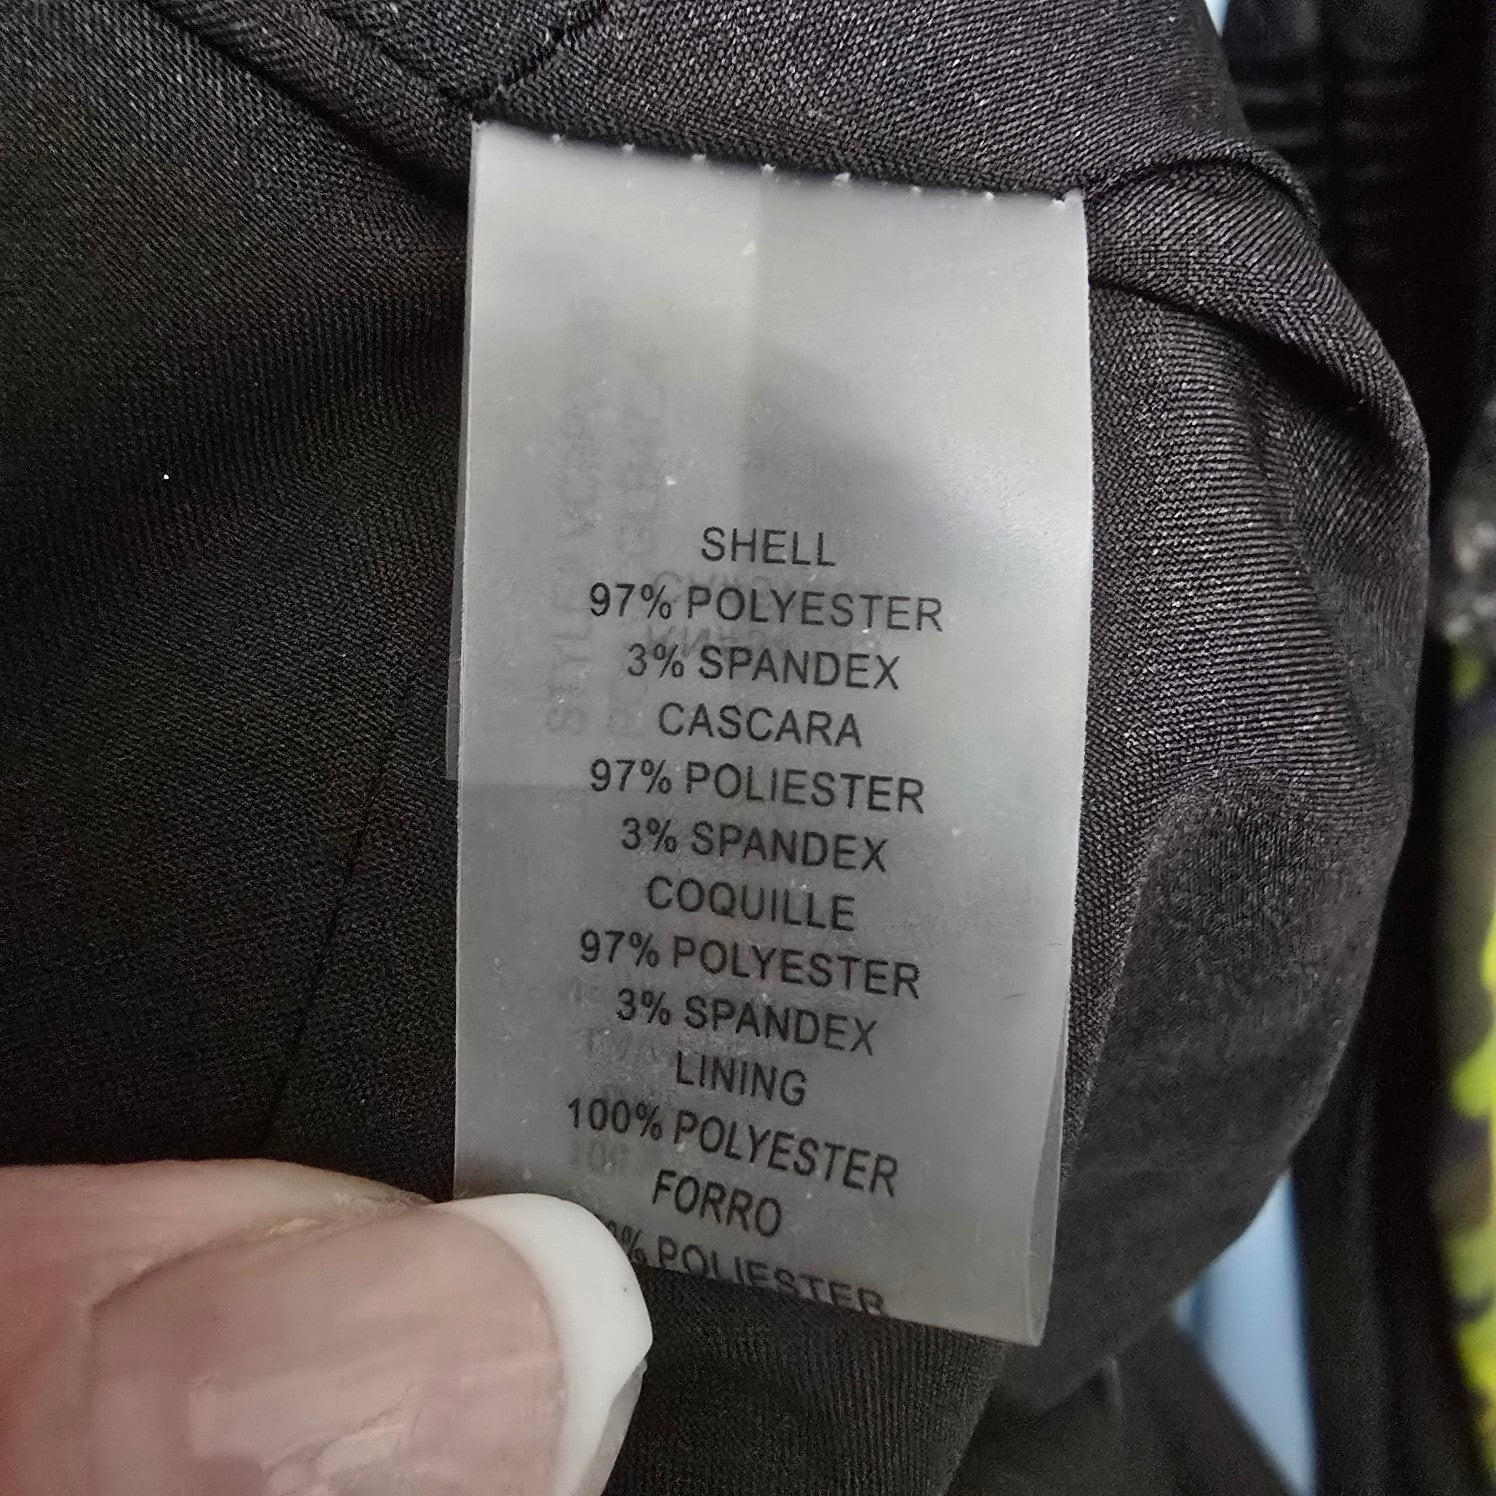 SHELL
97% POLYESTER
3% SPANDEX
CASCARA
97% POLIESTER
3% SPANDEX
COQUILLE
97% POLYESTER
3% SPANDEX
LINING
100% POLYESTER
FORRO
% POLIESTER